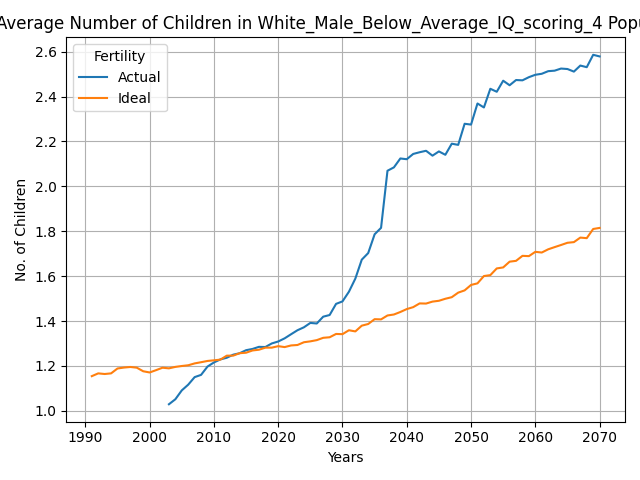 Average Number of Children in White_Male_Below_Average_IQ_scoring_4 Popu
Fertility
Actual
Ideal
2.6
2.4
2.2
2.0
1.8
1.6
1.4
1.2
1.0
No. of Children
1990 2000 2010 2020 2030 2040 2050 2060 2070
Years